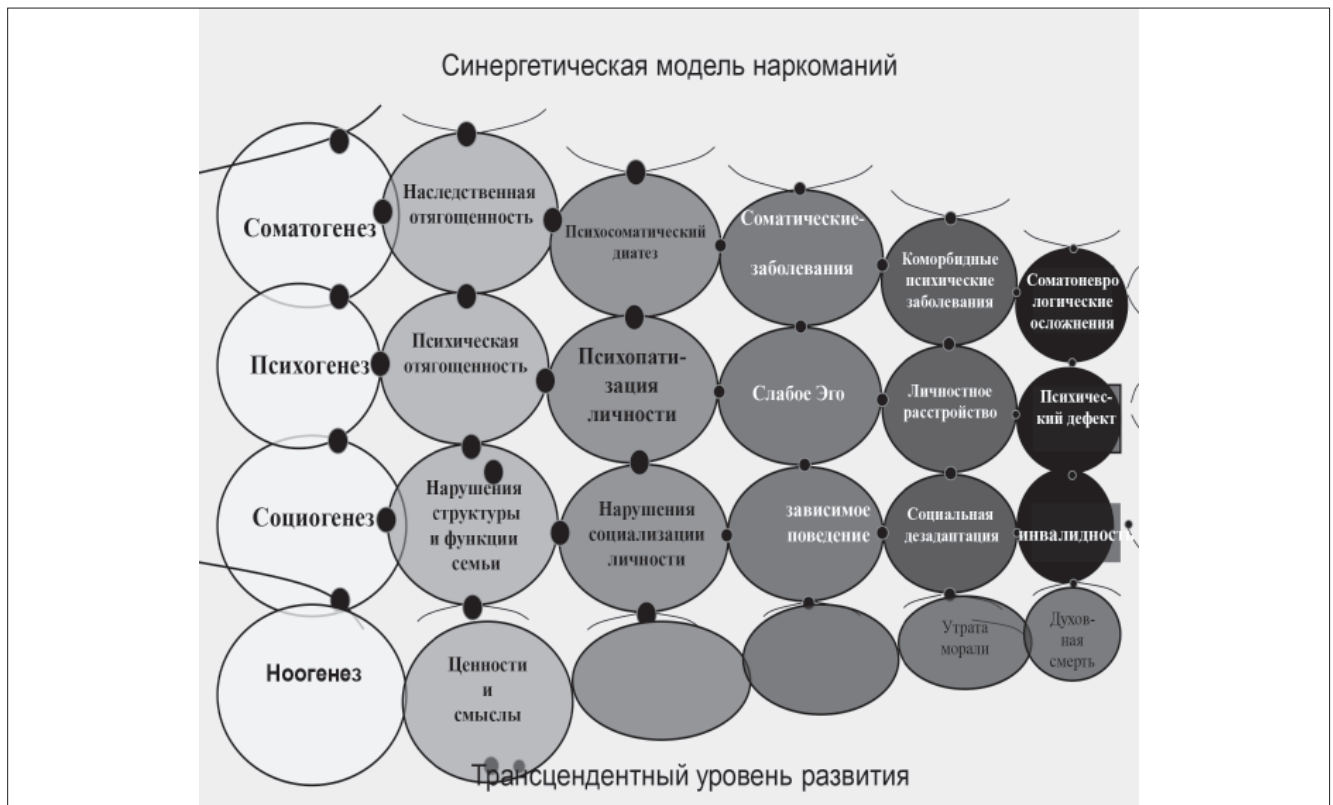 Синергетическая модель наркоманий
Соматогенез
Наследственная
отягощенность
Психосоматический
диатез
Соматические-
заболевания
Коморбидные
психические
заболевания
Соматоневро
логические
осложнения
Психогенез
Психическая
отягощенность
Психопати-
зация
личности
Слабое Эго
Личностное
расстройство
Психичес-
кий дефект
Социогенез
Нарушения
структуры
и функции
семьи
Нарушения
социализации
личности
зависимое
поведение
Социальная
дезадаптация
инвалидность
Ноогенез
Ценности
и
смыслы
Утрата
морали
Духов-
ная
смерть
Трансцендентный уровень развития